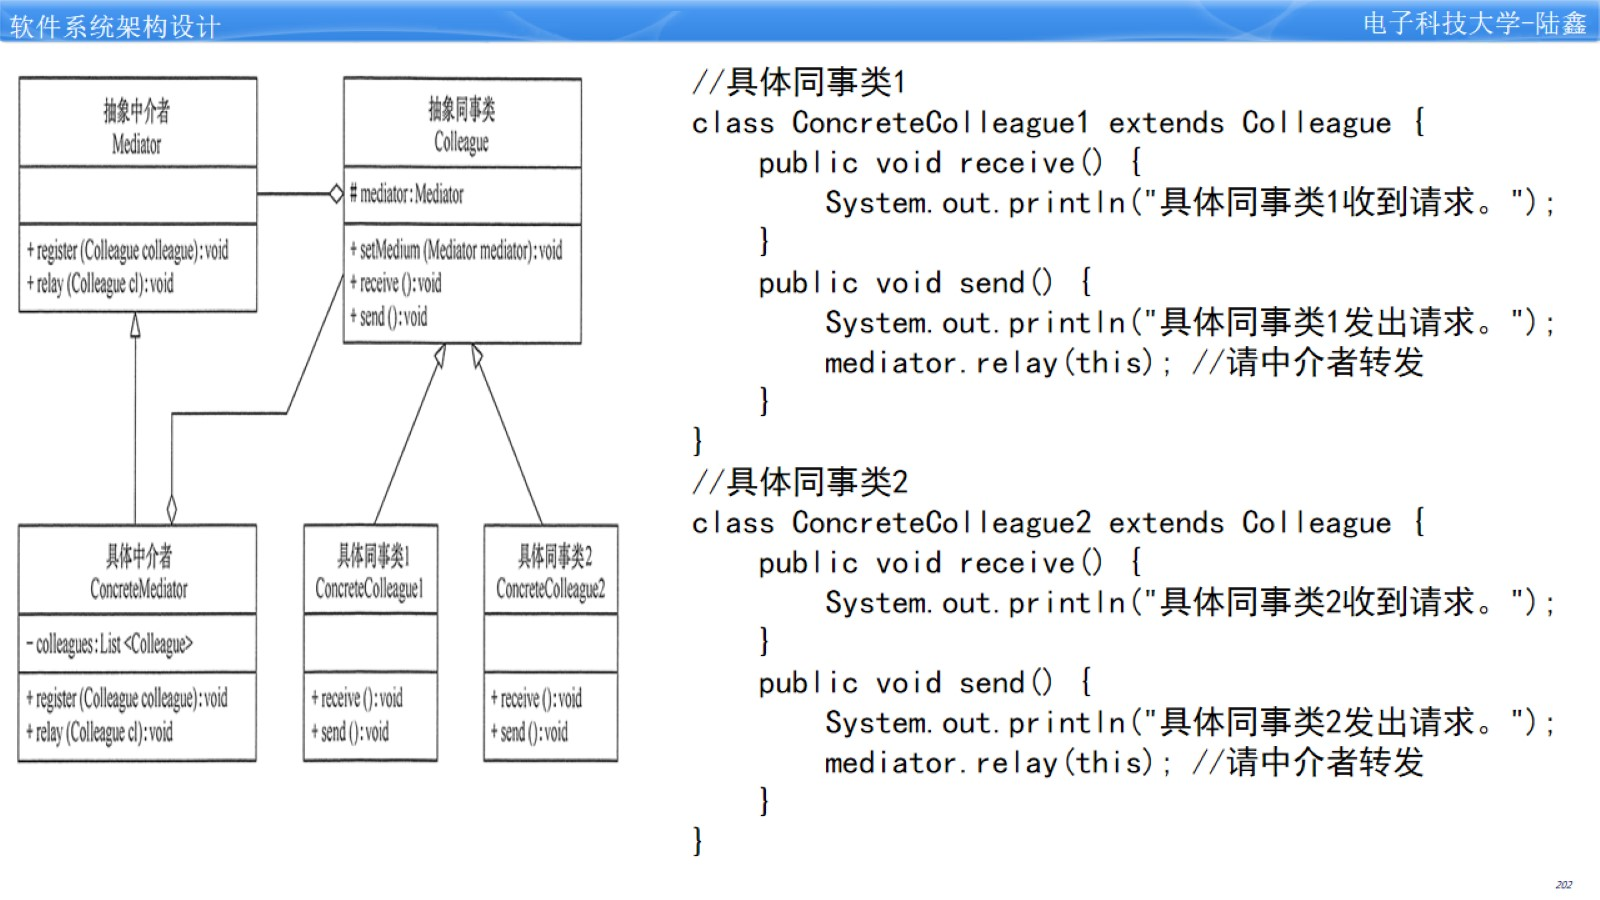 软件系统架构设计
电子科技大学-陆鑫
抽象中介者
Mediator
+ register (Colleague colleague): void
+ relay (Colleague cl): void
抽象同事类
Colleague
# mediator: Mediator
+ setMedium (Mediator mediator): void
+ receive (): void
+ send (): void
具体中介者
ConcreteMediator
- colleagues: List <Colleague>
+ register (Colleague colleague): void
+ relay (Colleague cl): void
具体同事类1
ConcreteColleague1
+ receive (): void
+ send (): void
具体同事类2
ConcreteColleague2
+ receive (): void
+ send (): void
//具体同事类1
class ConcreteColleague1 extends Colleague {
    public void receive() {
        System.out.println("具体同事类1收到请求。");
    }
    public void send() {
        System.out.println("具体同事类1发出请求。");
        mediator.relay(this); //请中介者转发
    }
}
//具体同事类2
class ConcreteColleague2 extends Colleague {
    public void receive() {
        System.out.println("具体同事类2收到请求。");
    }
    public void send() {
        System.out.println("具体同事类2发出请求。");
        mediator.relay(this); //请中介者转发
    }
}
202